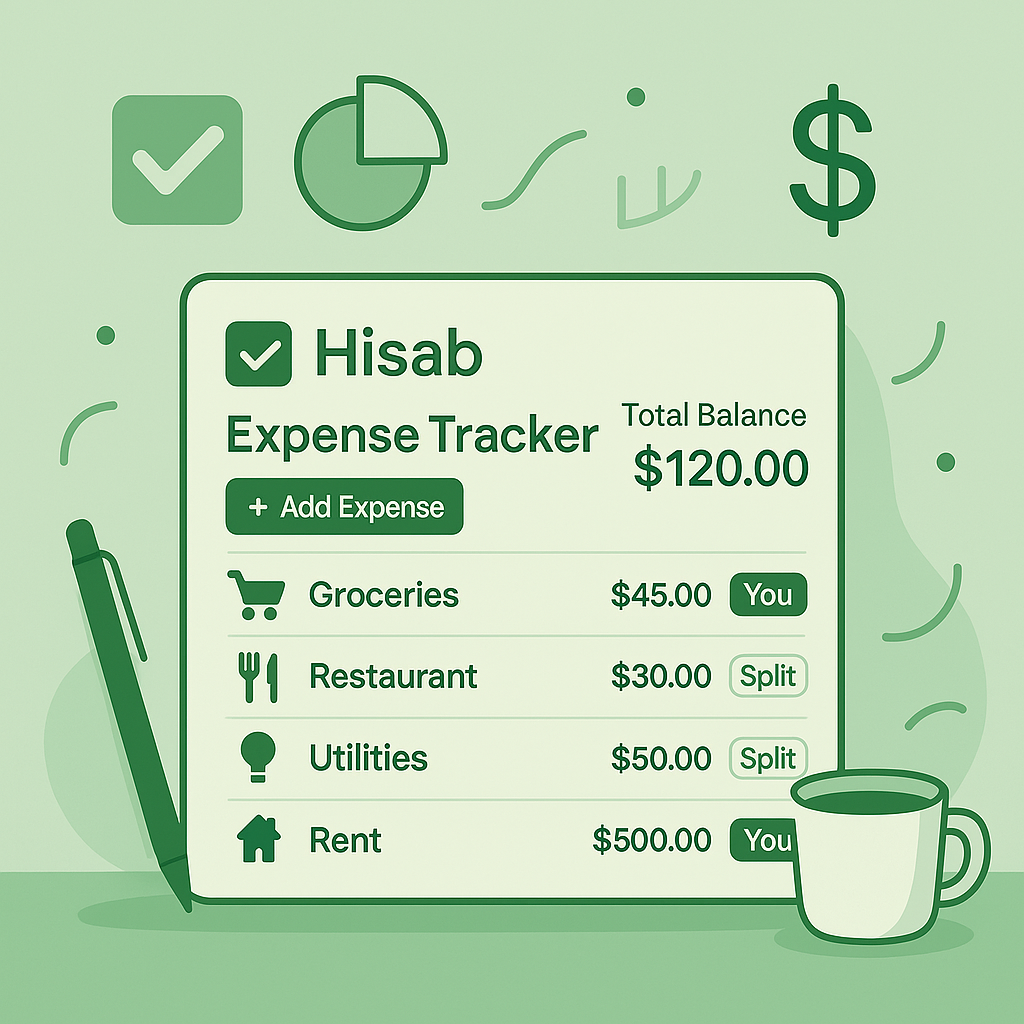 $
Hisab
Expense Tracker
Total Balance
$120.00
+ Add Expense
Groceries $45.00 You
Restaurant $30.00 Split
Utilities $50.00 Split
Rent $500.00 You